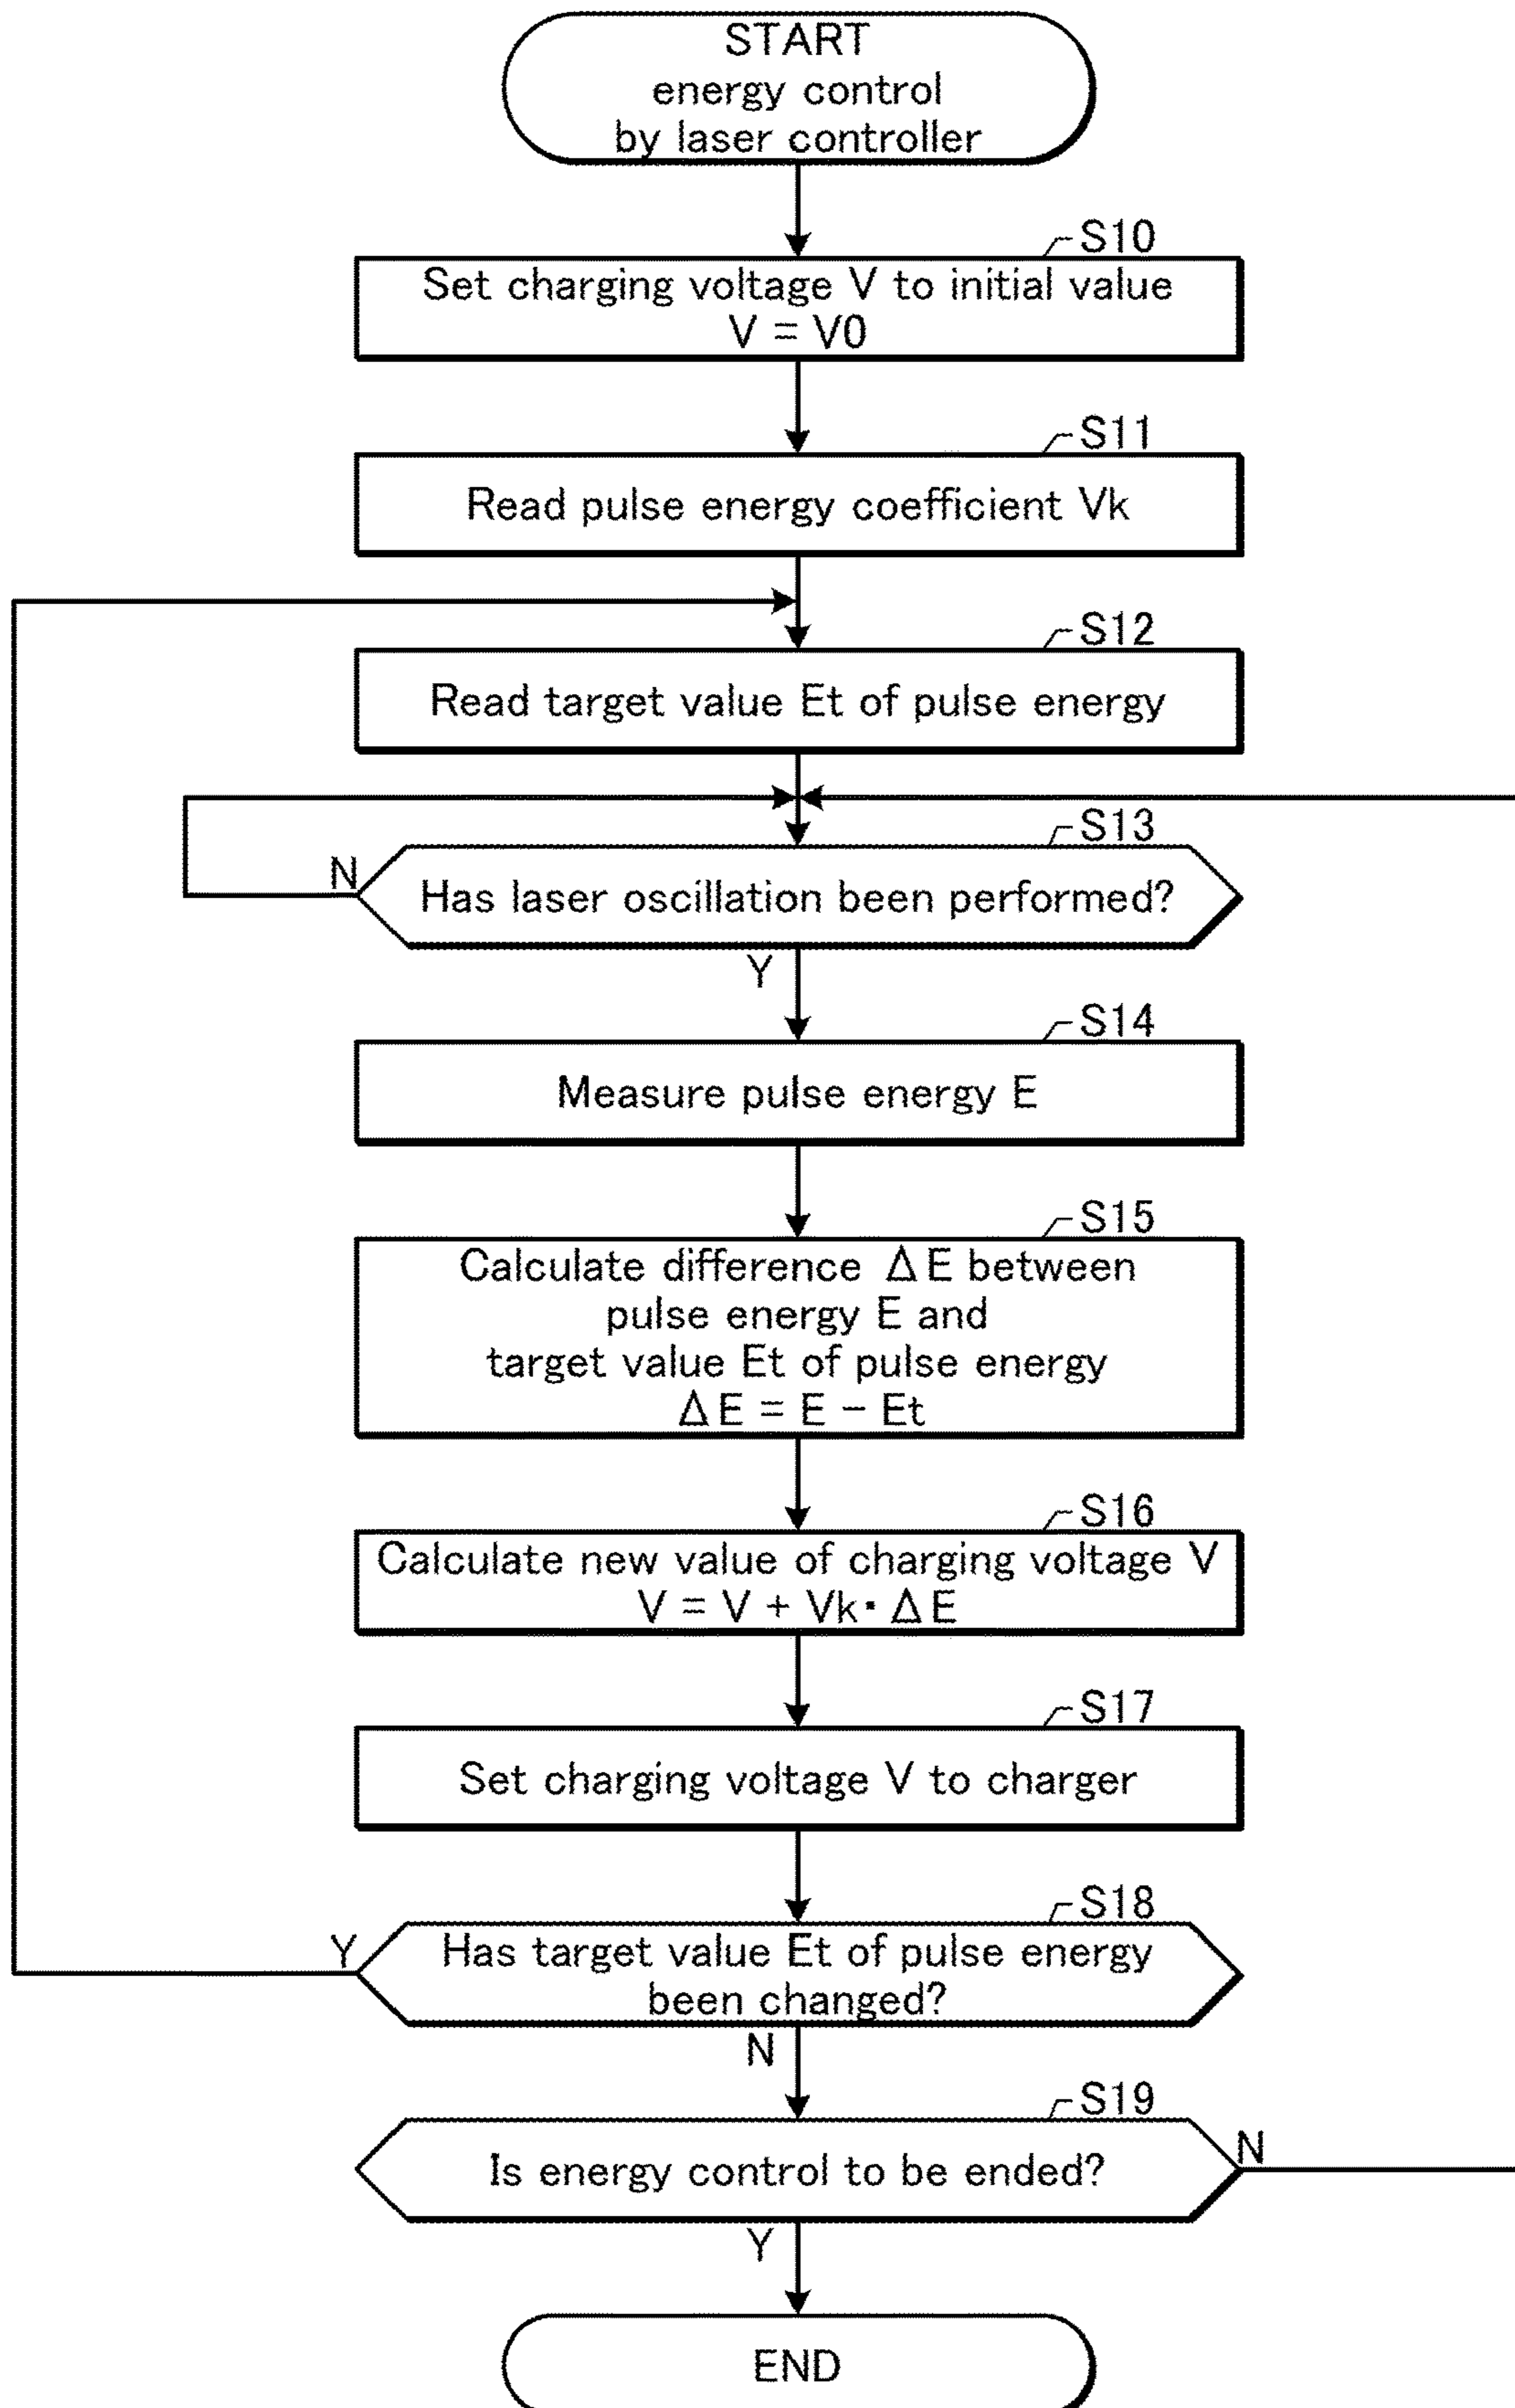 START
energy control
by laser controller
S10
Set charging voltage V to initial value
V = V0
S11
Read pulse energy coefficient Vk
S12
Read target value Et of pulse energy
S13
N
Has laser oscillation been performed?
Y
S14
Measure pulse energy E
S15
Calculate difference ΔE between
pulse energy E and
target value Et of pulse energy
ΔE = E − Et
S16
Calculate new value of charging voltage V
V = V + Vk・ΔE
S17
Set charging voltage V to charger
S18
Y
Has target value Et of pulse energy
been changed?
N
S19
Is energy control to be ended?
N
Y
END